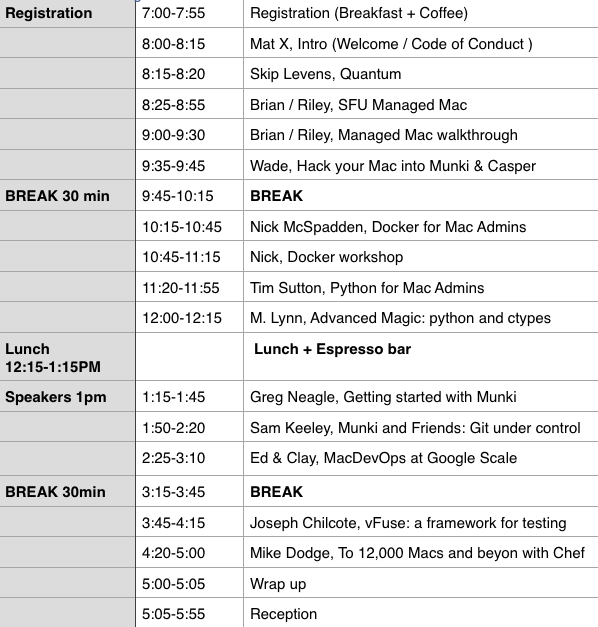 Registration 7:00-7:55 Registration (Breakfast + Coffee)
8:00-8:15 Mat X, Intro (Welcome / Code of Conduct )
8:15-8:20 Skip Levens, Quantum
8:25-8:55 Brian / Riley, SFU Managed Mac
9:00-9:30 Brian / Riley, Managed Mac walkthrough
9:35-9:45 Wade, Hack your Mac into Munki & Casper
BREAK 30 min 9:45-10:15 BREAK
10:15-10:45 Nick McSpadden, Docker for Mac Admins
10:45-11:15 Nick, Docker workshop
11:20-11:55 Tim Sutton, Python for Mac Admins
12:00-12:15 M. Lynn, Advanced Magic: python and ctypes
Lunch Lunch + Espresso bar
12:15-1:15PM
Speakers 1pm 1:15-1:45 Greg Neagle, Getting started with Munki
1:50-2:20 Sam Keeley, Munki and Friends: Git under control
2:25-3:10 Ed & Clay, MacDevOps at Google Scale
BREAK 30min 3:15-3:45 BREAK
3:45-4:15 Joseph Chilcote, vFuse: a framework for testing
4:20-5:00 Mike Dodge, To 12,000 Macs and beyon with Chef
5:00-5:05 Wrap up
5:05-5:55 Reception